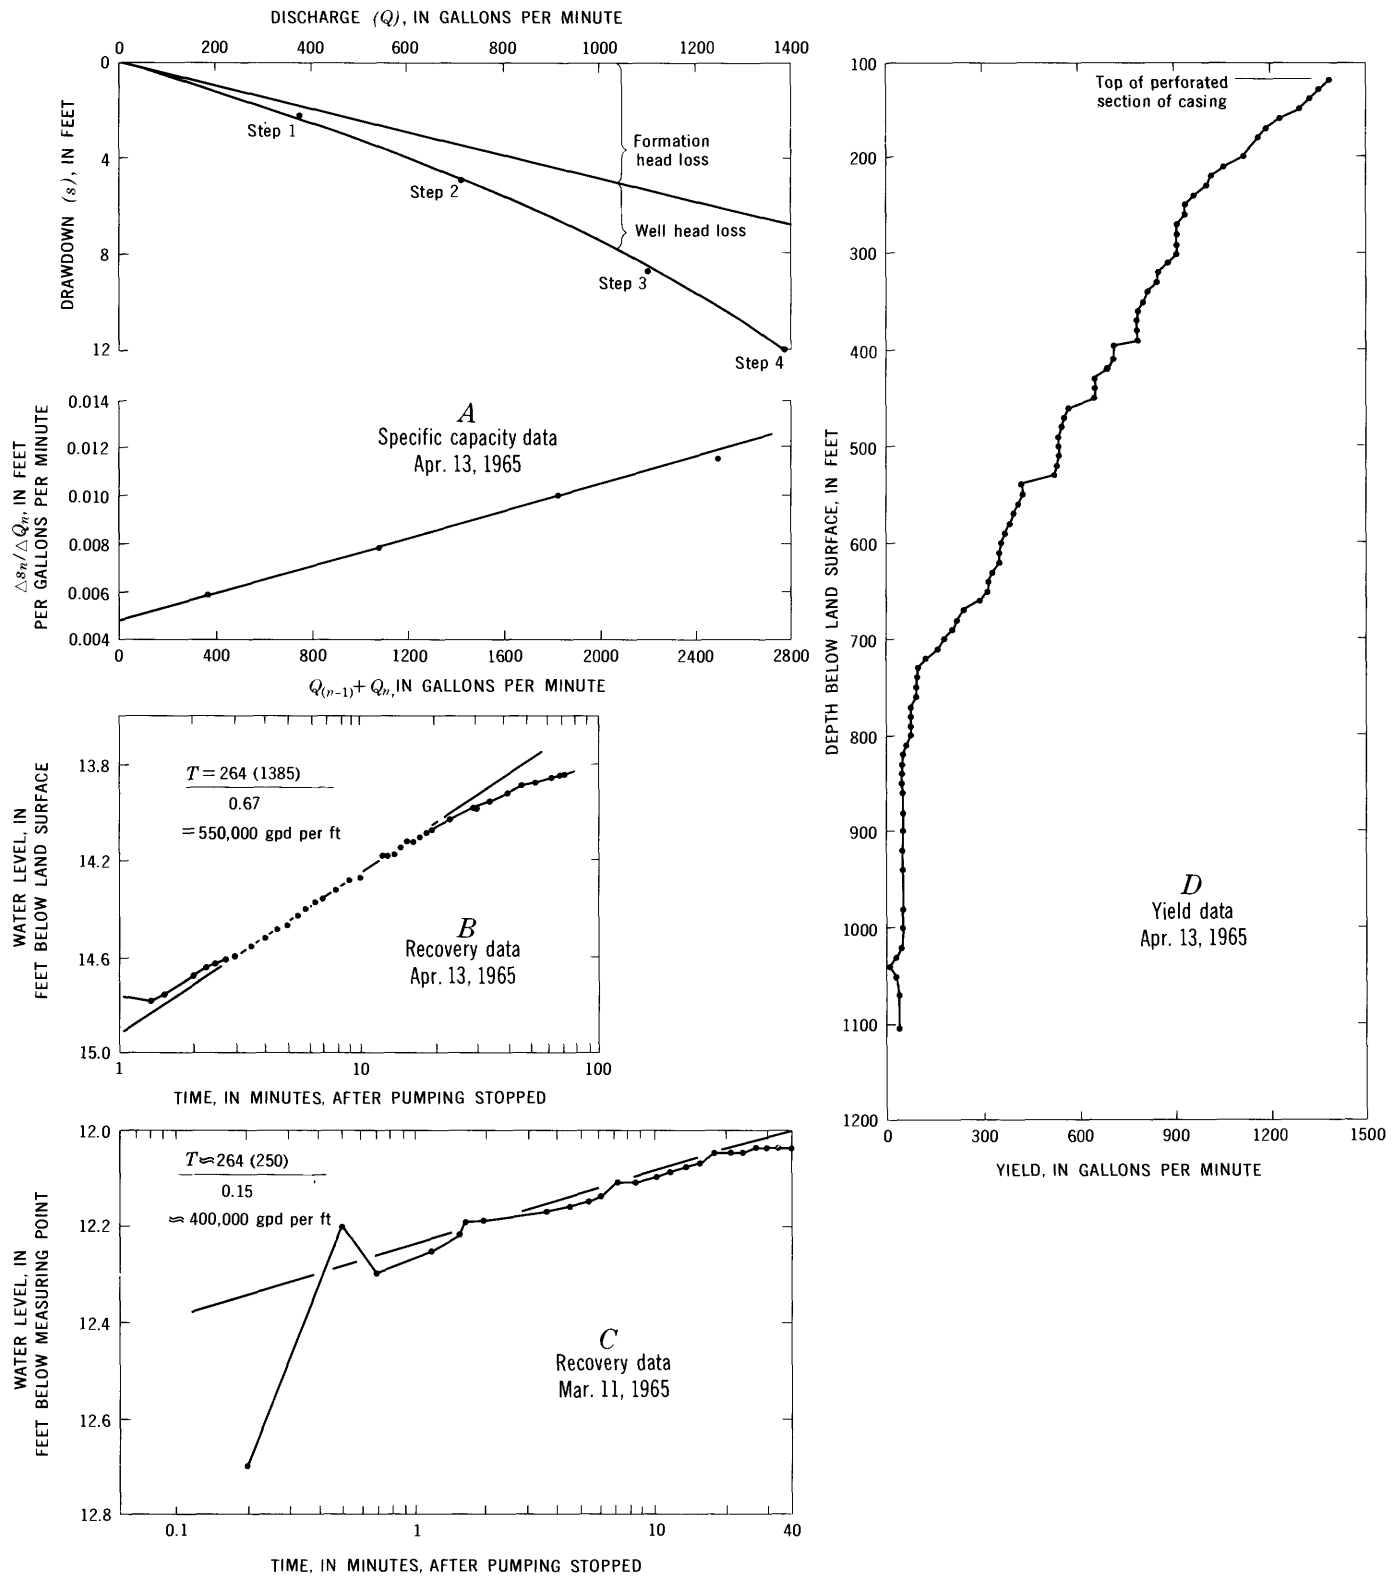 DISCHARGE (Q), IN GALLONS PER MINUTE
0 200 400 600 800 1000 1200 1400
0
4
8
12
DRAWDOWN (s), IN FEET
Step 1
Step 2
Step 3
Step 4
Formation
head loss
Well head loss
0.014
0.012
0.010
0.008
0.006
0.004
△sₙ/△Qₙ, IN FEET
PER GALLONS PER MINUTE
A
Specific capacity data
Apr. 13, 1965
0 400 800 1200 1600 2000 2400 2800
Q₍ₙ₋₁₎+Qₙ, IN GALLONS PER MINUTE
13.8
14.2
14.6
15.0
WATER LEVEL, IN
FEET BELOW LAND SURFACE
T = 264 (1385)
0.67
= 550,000 gpd per ft
B
Recovery data
Apr. 13, 1965
1 10 100
TIME, IN MINUTES, AFTER PUMPING STOPPED
12.0
12.2
12.4
12.6
12.8
WATER LEVEL, IN
FEET BELOW MEASURING POINT
T≈264 (250)
0.15
≈ 400,000 gpd per ft
C
Recovery data
Mar. 11, 1965
0.1 1 10 40
TIME, IN MINUTES, AFTER PUMPING STOPPED
100
200
300
400
500
600
700
800
900
1000
1100
1200
DEPTH BELOW LAND SURFACE, IN FEET
Top of perforated
section of casing
D
Yield data
Apr. 13, 1965
0 300 600 900 1200 1500
YIELD, IN GALLONS PER MINUTE